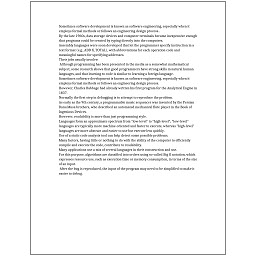 Sometimes software development is known as software engineering, especially when it
employs formal methods or follows an engineering design process.
By the late 1960s, data storage devices and computer terminals became inexpensive enough
that programs could be created by typing directly into the computers.
Assembly languages were soon developed that let the programmer specify instruction in a
text format (e.g., ADD X, TOTAL), with abbreviations for each operation code and
meaningful names for specifying addresses.
Trial jobs usually involve:
Although programming has been presented in the media as a somewhat mathematical
subject, some research shows that good programmers have strong skills in natural human
languages, and that learning to code is similar to learning a foreign language.
Sometimes software development is known as software engineering, especially when it
employs formal methods or follows an engineering design process.
However, Charles Babbage had already written his first program for the Analytical Engine in
1837.
Normally the first step in debugging is to attempt to reproduce the problem.
As early as the 9th century, a programmable music sequencer was invented by the Persian
Banu Musa brothers, who described an automated mechanical flute player in the Book of
Ingenious Devices.
However, readability is more than just programming style.
Languages form an approximate spectrum from "low-level" to "high-level"; "low-level"
languages are typically more machine-oriented and faster to execute, whereas "high-level"
languages are more abstract and easier to use but execute less quickly.
Use of a static code analysis tool can help detect some possible problems.
Many factors, having little or nothing to do with the ability of the computer to efficiently
compile and execute the code, contribute to readability.
Many applications use a mix of several languages in their construction and use.
For this purpose algorithms are classified into orders using so-called Big O notation, which
expresses resource use, such as execution time or memory consumption, in terms of the size
of an input.
After the bug is reproduced, the input of the program may need to be simplified to make it
easier to debug.